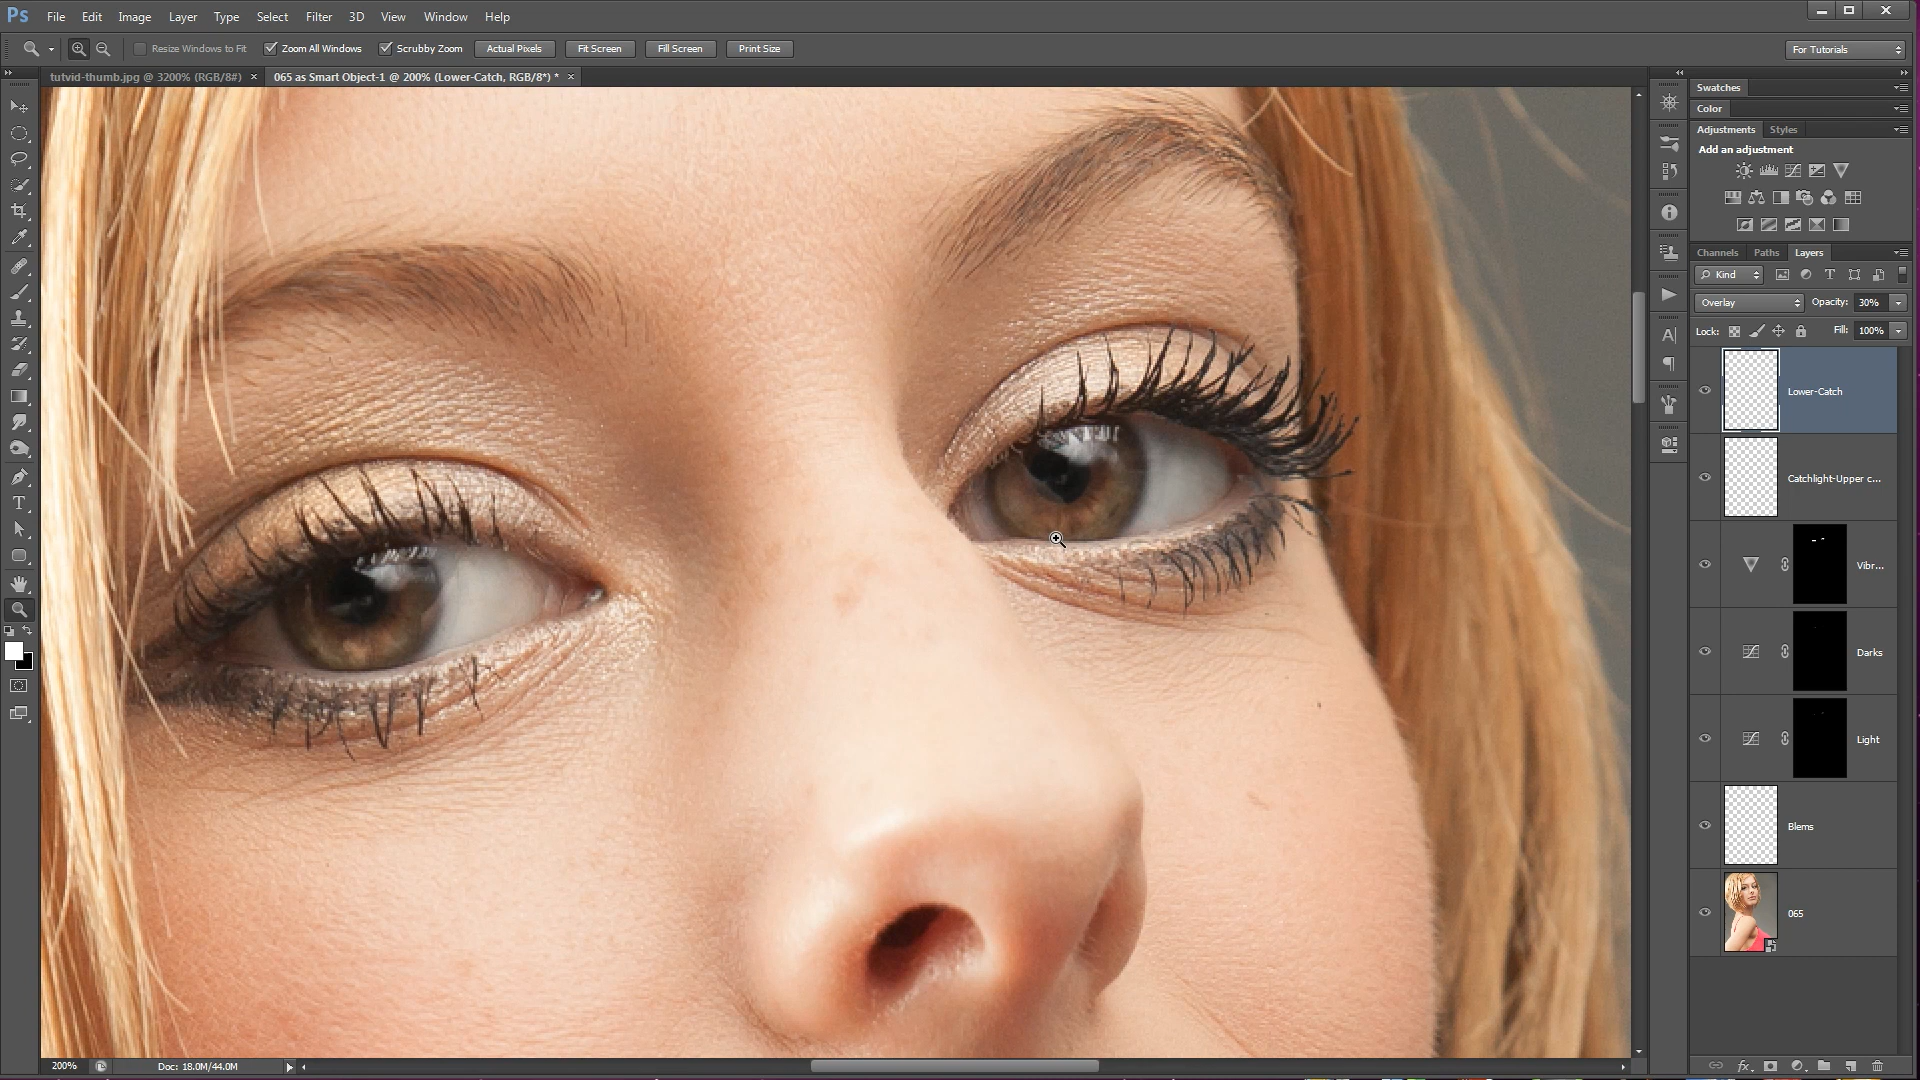 Ps File Edit Image Layer Type Select Filter 3D View Window Help
Resize Windows to Fit Zoom All Windows Scrubby Zoom Actual Pixels Fit Screen Fill Screen Print Size For Tutorials
tutvid-thumb.jpg @ 3200% (RGB/8#) × 065 as Smart Object-1 @ 200% (Lower-Catch, RGB/8*) * ×
Swatches
Color
Adjustments Styles
Add an adjustment
Channels Paths Layers
Kind T
Overlay Opacity: 30%
Lock: Fill: 100%
Lower-Catch
Catchlight-Upper c...
Vibr...
Darks
Light
Blems
065
200% Doc: 18.0M/44.0M
fx